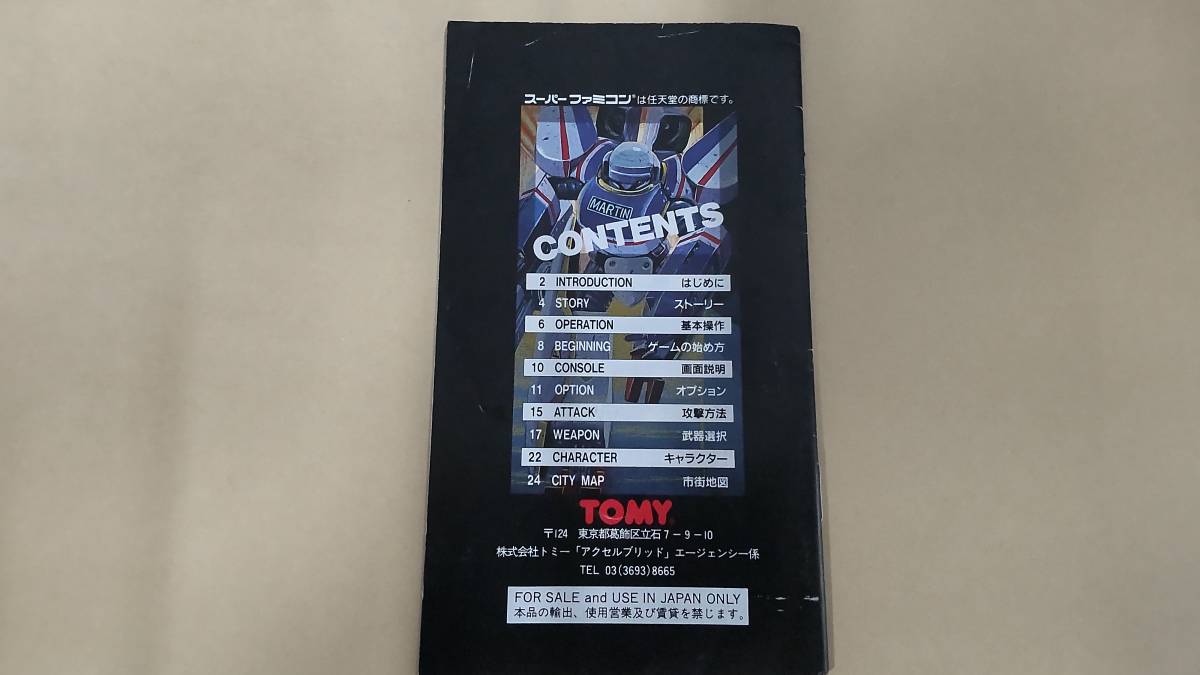 スーパーファミコン®は任天堂の商標です。
MARTIN
CONTENTS
2 INTRODUCTION はじめに
4 STORY ストーリー
6 OPERATION 基本操作
8 BEGINNING ゲームの始め方
10 CONSOLE 画面説明
11 OPTION オプション
15 ATTACK 攻撃方法
17 WEAPON 武器選択
22 CHARACTER キャラクター
24 CITY MAP 市街地図
TOMY®
〒124 東京都葛飾区立石7-9-10
株式会社トミー「アクセルブリッド」エージェンシー係
TEL 03(3693)8665
FOR SALE and USE IN JAPAN ONLY
本品の輸出、使用営業及び賃貸を禁じます。